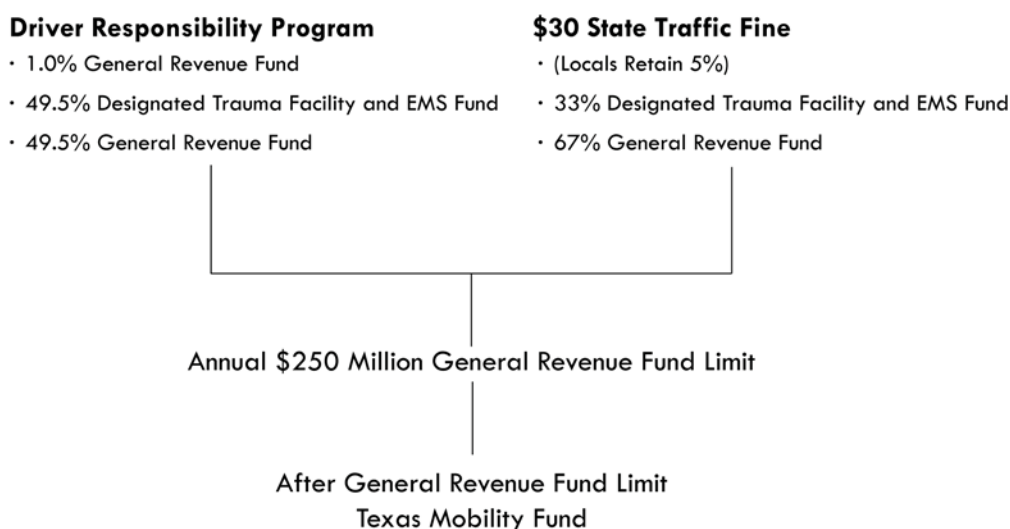 Driver Responsibility Program
· 1.0% General Revenue Fund
· 49.5% Designated Trauma Facility and EMS Fund
· 49.5% General Revenue Fund
$30 State Traffic Fine
· (Locals Retain 5%)
· 33% Designated Trauma Facility and EMS Fund
· 67% General Revenue Fund
Annual $250 Million General Revenue Fund Limit
After General Revenue Fund Limit
Texas Mobility Fund